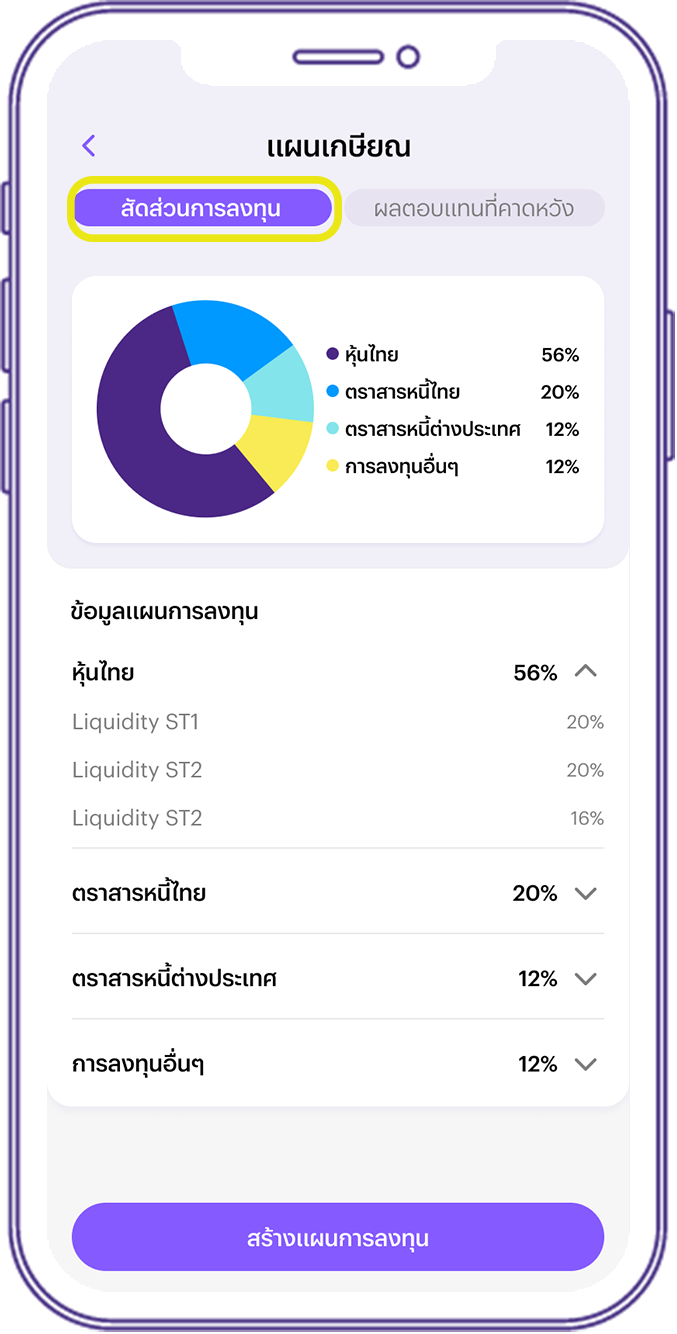 แผนเกษียณ
สัดส่วนการลงทุน ผลตอบแทนที่คาดหวัง
หุ้นไทย 56%
ตราสารหนี้ไทย 20%
ตราสารหนี้ต่างประเทศ 12%
การลงทุนอื่นๆ 12%
ข้อมูลแผนการลงทุน
หุ้นไทย 56%
Liquidity ST1 20%
Liquidity ST2 20%
Liquidity ST2 16%
ตราสารหนี้ไทย 20%
ตราสารหนี้ต่างประเทศ 12%
การลงทุนอื่นๆ 12%
สร้างแผนการลงทุน